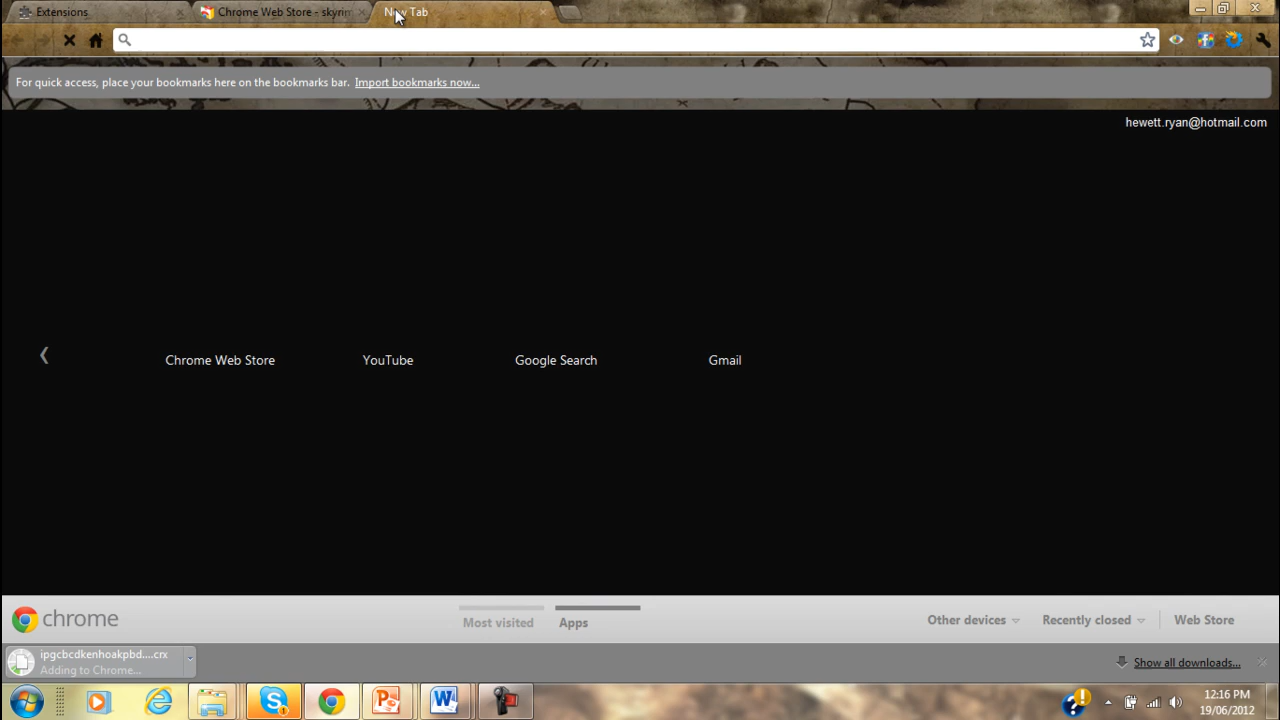 Extensions
Chrome Web Store - skyrim
New Tab
For quick access, place your bookmarks here on the bookmarks bar. Import bookmarks now...
hewett.ryan@hotmail.com
Chrome Web Store YouTube Google Search Gmail
chrome
Most visited Apps
Other devices Recently closed Web Store
ipgcbcdkenhoakpbd....crx
Adding to Chrome...
Show all downloads...
12:16 PM
19/06/2012